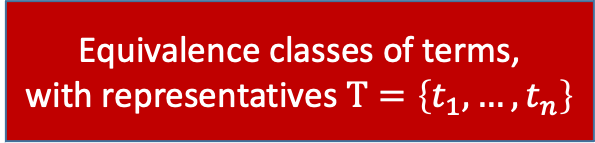 Equivalence classes of terms,
with representatives T = {t₁, … , tₙ}